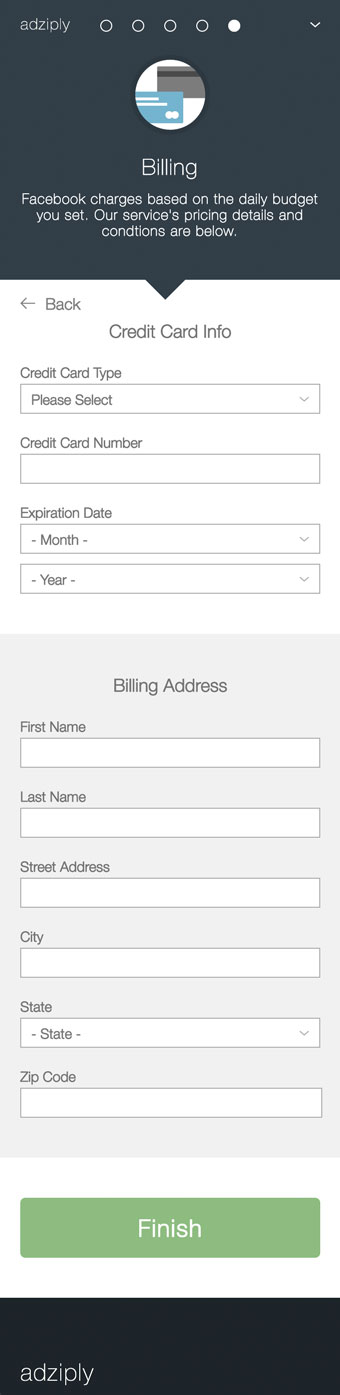 adziply
Billing
Facebook charges based on the daily budget
you set. Our service's pricing details and
condtions are below.
Back
Credit Card Info
Credit Card Type
Please Select
Credit Card Number
Expiration Date
- Month -
- Year -
Billing Address
First Name
Last Name
Street Address
City
State
- State -
Zip Code
Finish
adziply